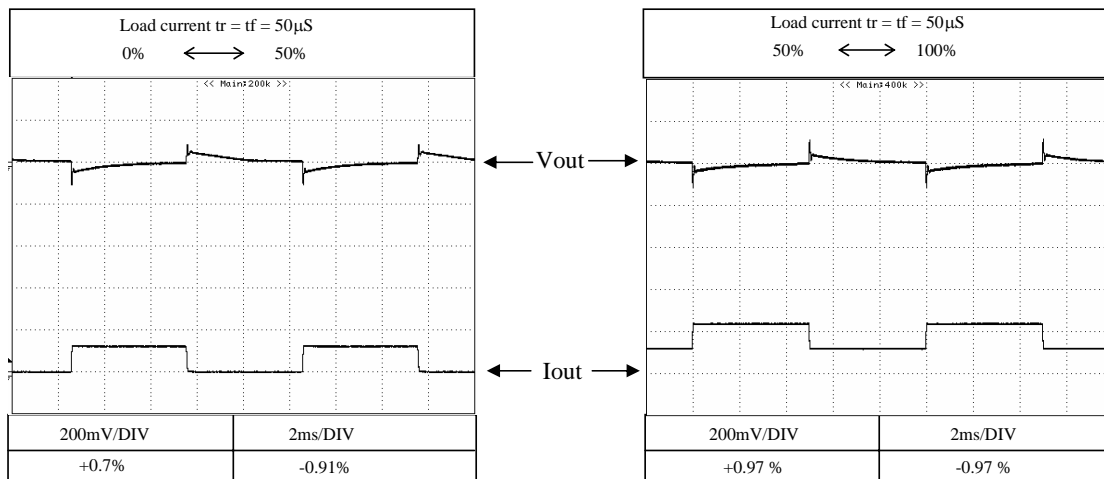 Load current tr = tf = 50μS
0% 50%
<< Main:200k >>
200mV/DIV 2ms/DIV
+0.7% -0.91%
Vout
Iout
Load current tr = tf = 50μS
50% 100%
<< Main:400k >>
200mV/DIV 2ms/DIV
+0.97 % -0.97 %